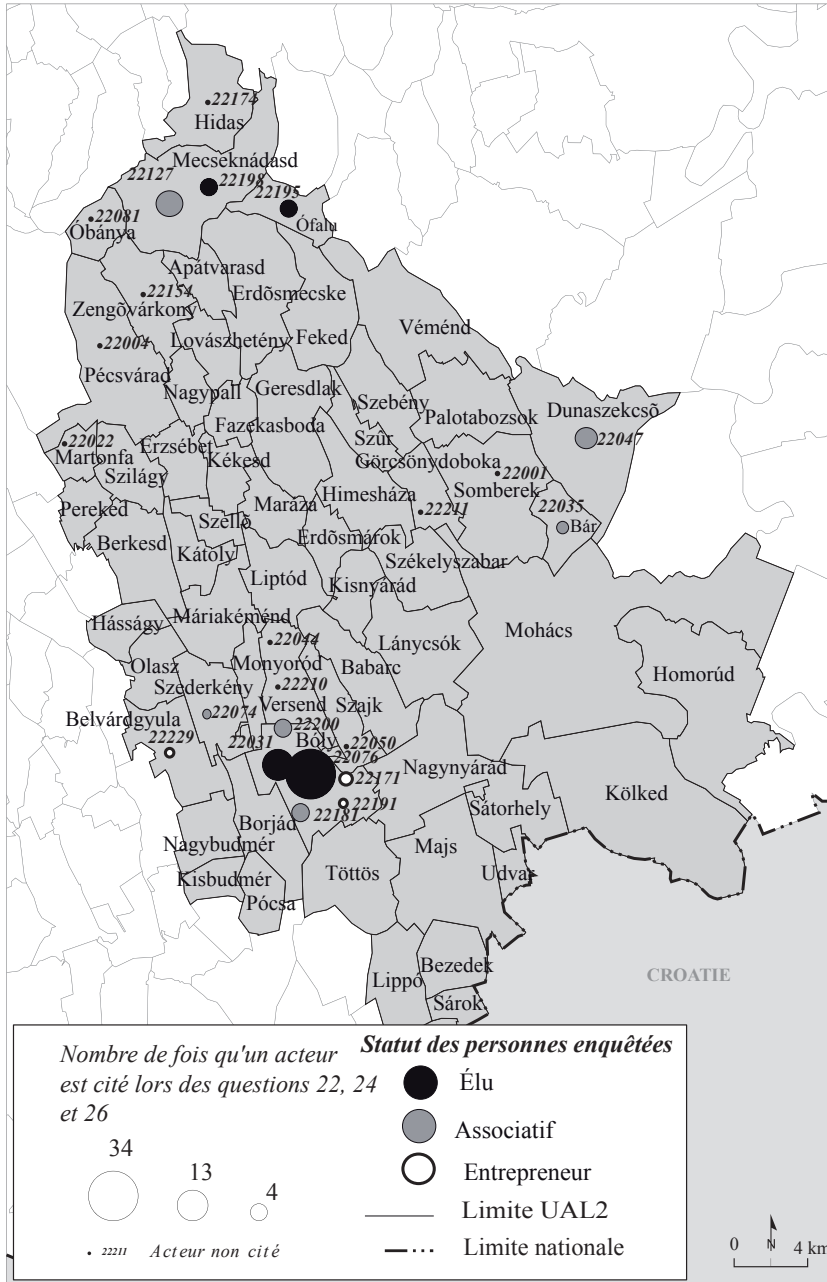 22174
Hidas
Mecseknádasd
22127
22198
22195
22081
Óbánya
Ófalu
Apátvarasd
22154
Erdõsmecske
Zengõvárkony
Véménd
22004
Lovászhetény
Feked
Pécsvárad
Nagypall
Geresdlak
Szebény
Palotabozsok
Dunaszekcsõ
Fazekasboda
22022
Erzsébet
Szûr
22047
Martonfa
Kékesd
Görcsönydoboka
Szilágy
22001
Himesháza
Somberek
Pereked
Maráza
22211
22035
Szellõ
Bár
Berkesd
Erdõsmárok
Kátoly
Székelyszabar
Liptód
Kisnyárád
Hásságy
Máriakéménd
Mohács
22044
Lánycsók
Olasz
Monyoród
Babarc
Homorúd
Szederkény
22210
Belvárdgyula
22074
Versend
Szajk
22229
22200
22031
Bóly
22050
22076
22171
Nagynyárád
Kölked
22191
Sátorhely
Borjád
22181
Nagybudmér
Majs
Kisbudmér
Töttös
Udvar
Pócsa
Bezedek
CROATIE
Lippó
Sárok
Nombre de fois qu'un acteur
est cité lors des questions 22, 24
et 26
34
13
4
22211 Acteur non cité
Statut des personnes enquêtées
Élu
Associatif
Entrepreneur
Limite UAL2
Limite nationale
0 N 4 km